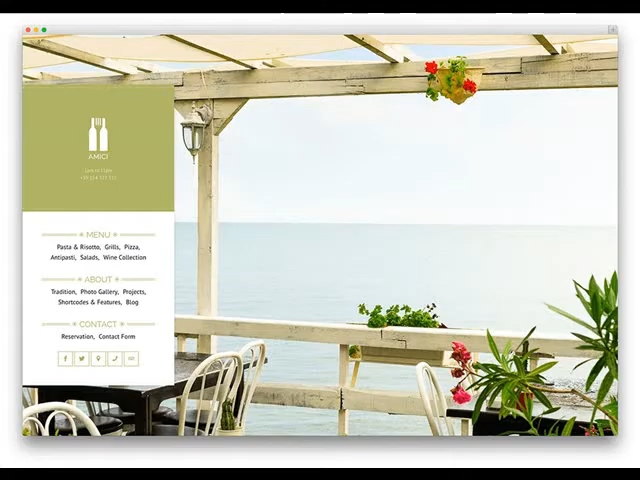 AMICI
MENU
Pasta & Risotto, Grills, Pizza,
Antipasti, Salads, Wine Collection
ABOUT
Tradition, Photo Gallery, Projects,
Shortcodes & Features, Blog
CONTACT
Reservation, Contact Form